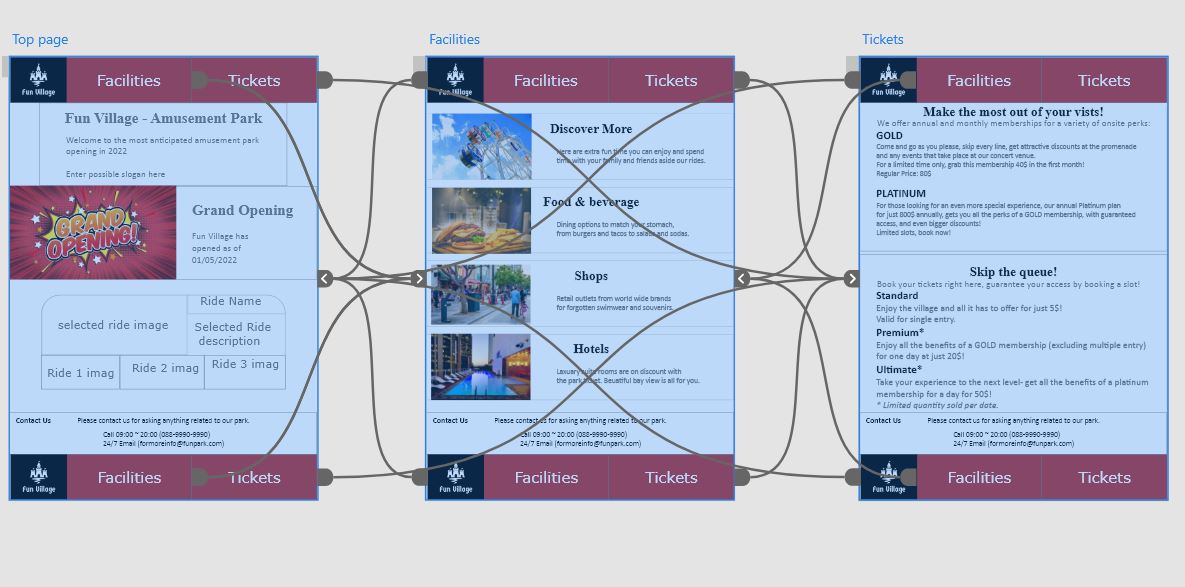 Top page
Facilities
Tickets
Fun Village
Facilities
Tickets
Fun Village - Amusement Park
Welcome to the most anticipated amusement park
opening in 2022
Enter possible slogan here
GRAND
OPENING!
Grand Opening
Fun Village has
opened as of
01/05/2022
selected ride image
Ride Name
Selected Ride
description
Ride 1 imag
Ride 2 imag
Ride 3 imag
Contact Us
Please contact us for asking anything related to our park.
Call 09:00 ~ 20:00 (088-9990-9990)
24/7 Email (formoreinfo@funpark.com)
Fun Village
Facilities
Tickets
Fun Village
Facilities
Tickets
Discover More
Here are extra fun time you can enjoy and spend
time with your family and friends aside our rides.
Food & beverage
Dining options to match your stomach,
from burgers and tacos to salads and sodas.
Shops
Retail outlets from world wide brands
for forgotten swimwear and souvenirs.
Hotels
Laxuary suite rooms are on discount with
the park ticket. Beuatiful bay view is all for you.
Contact Us
Please contact us for asking anything related to our park.
Call 09:00 ~ 20:00 (088-9990-9990)
24/7 Email (formoreinfo@funpark.com)
Fun Village
Facilities
Tickets
Fun Village
Facilities
Tickets
Make the most out of your vists!
We offer annual and monthly memberships for a variety of onsite perks:
GOLD
Come and go as you please, skip every line, get attractive discounts at the promenade
and any events that take place at our concert venue.
For a limited time only, grab this membership 40$ in the first month!
Regular Price: 80$
PLATINUM
For those looking for an even more special experience, our annual Platinum plan
for just 800$ annually, gets you all the perks of a GOLD membership, with guaranteed
access, and even bigger discounts!
Limited slots, book now!
Skip the queue!
Book your tickets right here, guarantee your access by booking a slot!
Standard
Enjoy the village and all it has to offer for just 5$!
Valid for single entry.
Premium*
Enjoy all the benefits of a GOLD membership (excluding multiple entry)
for one day at just 20$!
Ultimate*
Take your experience to the next level- get all the benefits of a platinum
membership for a day for 50$!
* Limited quantity sold per date.
Contact Us
Please contact us for asking anything related to our park.
Call 09:00 ~ 20:00 (088-9990-9990)
24/7 Email (formoreinfo@funpark.com)
Fun Village
Facilities
Tickets